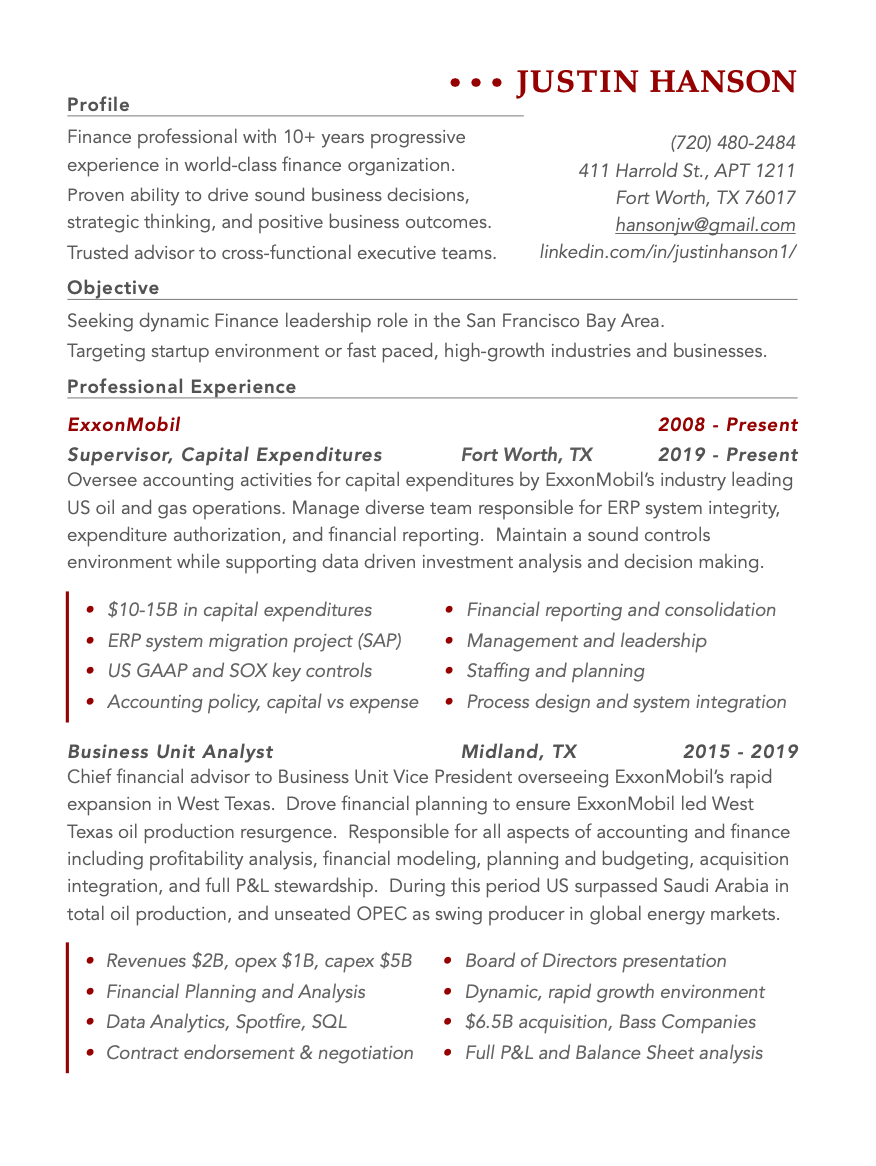 • • • JUSTIN HANSON
Profile
Finance professional with 10+ years progressive
experience in world-class finance organization.
Proven ability to drive sound business decisions,
strategic thinking, and positive business outcomes.
Trusted advisor to cross-functional executive teams.
(720) 480-2484
411 Harrold St., APT 1211
Fort Worth, TX 76017
hansonjw@gmail.com
linkedin.com/in/justinhanson1/
Objective
Seeking dynamic Finance leadership role in the San Francisco Bay Area.
Targeting startup environment or fast paced, high-growth industries and businesses.
Professional Experience
ExxonMobil 2008 - Present
Supervisor, Capital Expenditures Fort Worth, TX 2019 - Present
Oversee accounting activities for capital expenditures by ExxonMobil’s industry leading
US oil and gas operations. Manage diverse team responsible for ERP system integrity,
expenditure authorization, and financial reporting.  Maintain a sound controls
environment while supporting data driven investment analysis and decision making.
• $10-15B in capital expenditures
• ERP system migration project (SAP)
• US GAAP and SOX key controls
• Accounting policy, capital vs expense
• Financial reporting and consolidation
• Management and leadership
• Staffing and planning
• Process design and system integration
Business Unit Analyst Midland, TX 2015 - 2019
Chief financial advisor to Business Unit Vice President overseeing ExxonMobil’s rapid
expansion in West Texas.  Drove financial planning to ensure ExxonMobil led West
Texas oil production resurgence.  Responsible for all aspects of accounting and finance
including profitability analysis, financial modeling, planning and budgeting, acquisition
integration, and full P&L stewardship.  During this period US surpassed Saudi Arabia in
total oil production, and unseated OPEC as swing producer in global energy markets.
• Revenues $2B, opex $1B, capex $5B
• Financial Planning and Analysis
• Data Analytics, Spotfire, SQL
• Contract endorsement & negotiation
• Board of Directors presentation
• Dynamic, rapid growth environment
• $6.5B acquisition, Bass Companies
• Full P&L and Balance Sheet analysis